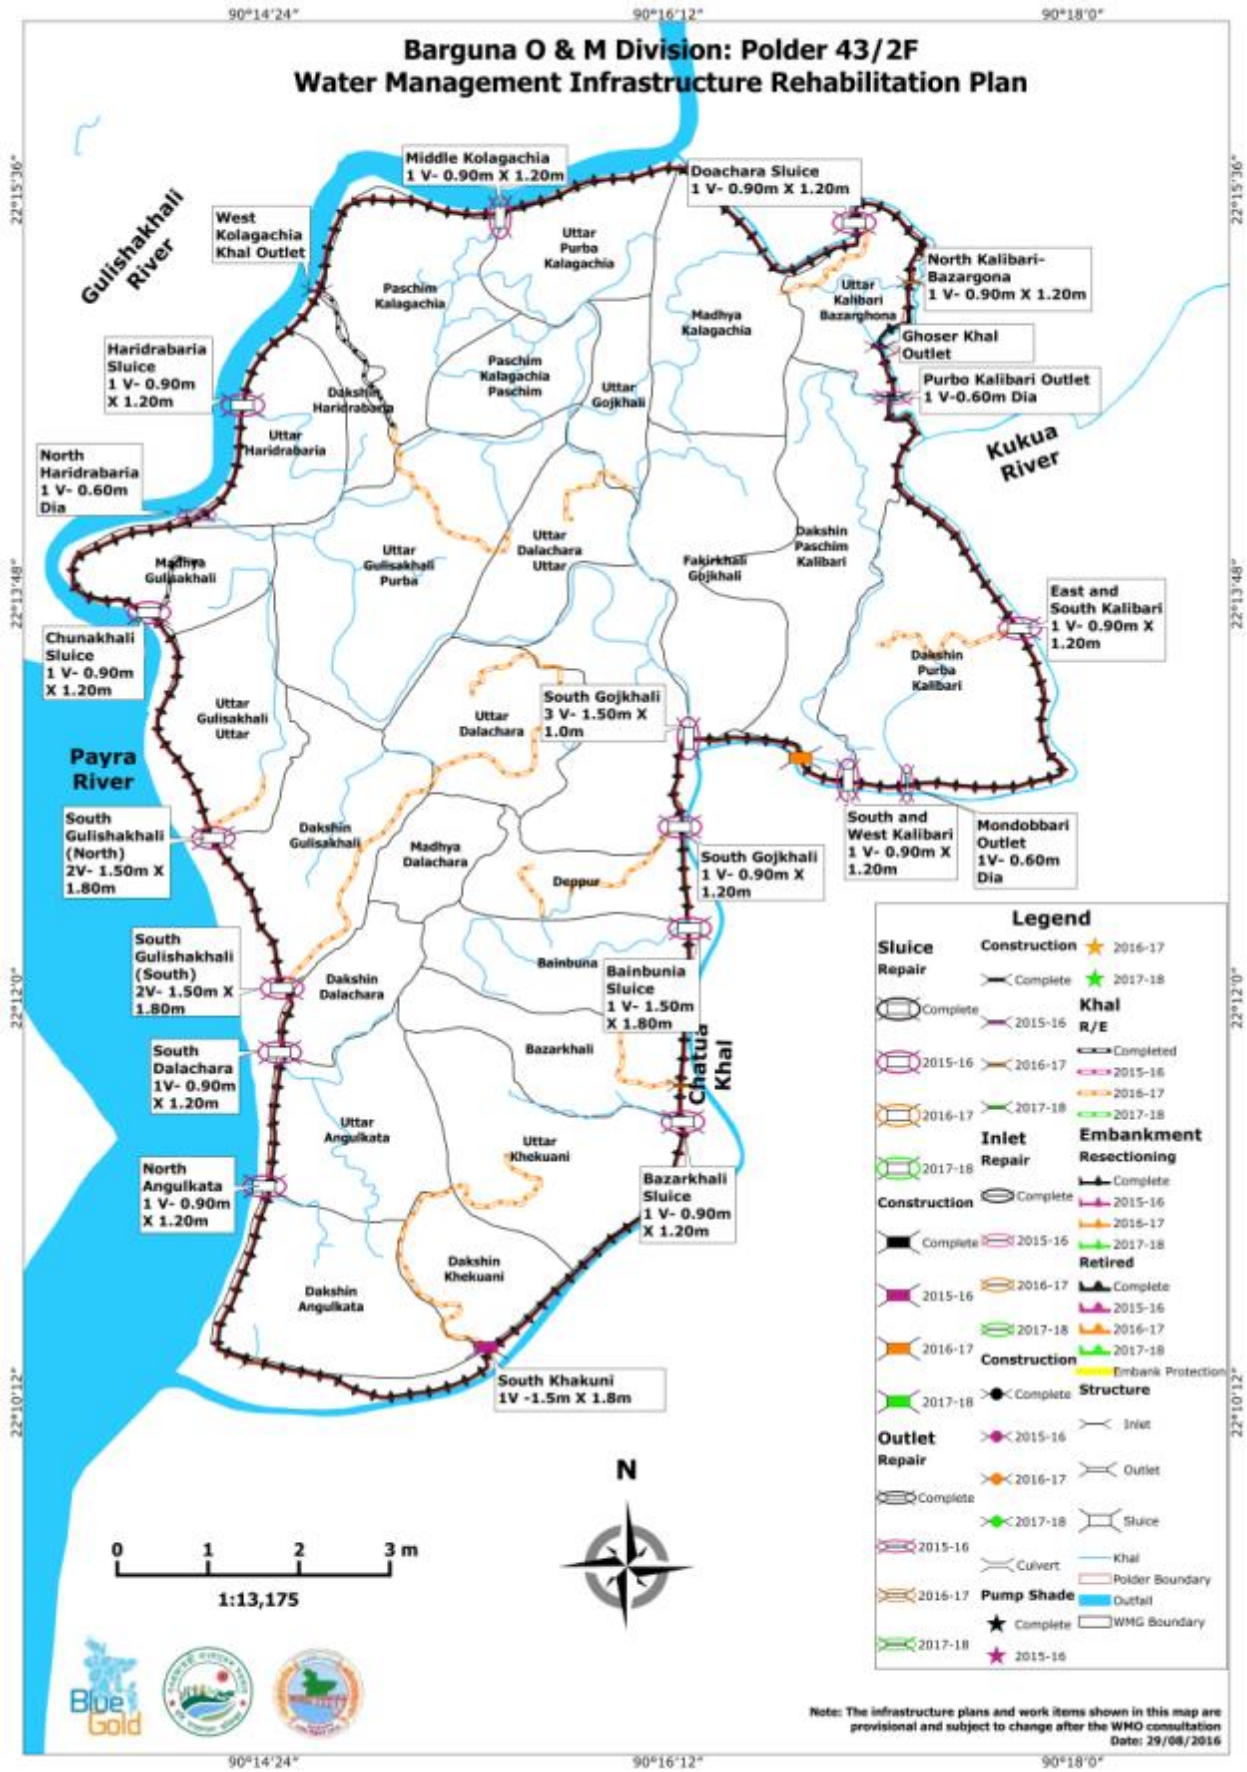 90°14'24"
90°16'12"
90°18'0"
Barguna O & M Division: Polder 43/2F
Water Management Infrastructure Rehabilitation Plan
22°15'36"
22°15'36"
Gulishakhali
River
Middle Kolagachia
1 V- 0.90m X 1.20m
Doachara Sluice
1 V- 0.90m X 1.20m
West
Kolagachia
Khal Outlet
Uttar
Purba
Kalagachia
North Kalibari-
Bazargona
1 V- 0.90m X 1.20m
Paschim
Kalagachia
Uttar
Kalibari
Bazarghona
Madhya
Kalagachia
Ghoser Khal
Outlet
Haridrabaria
Sluice
1 V- 0.90m
X 1.20m
Paschim
Kalagachia
Paschim
Purbo Kalibari Outlet
1 V-0.60m Dia
Dakshin
Haridrabaria
Uttar
Gojkhali
Uttar
Haridrabaria
Kukua
River
North
Haridrabaria
1 V- 0.60m
Dia
Uttar
Dalachara
Uttar
Dakshin
Paschim
Kalibari
Uttar
Gulisakhali
Purba
Fakirkhali
Gojkhali
Madhya
Gulisakhali
22°13'48"
22°13'48"
East and
South Kalibari
1 V- 0.90m X
1.20m
Chunakhali
Sluice
1 V- 0.90m
X 1.20m
Dakshin
Purba
Kalibari
Uttar
Gulisakhali
Uttar
South Gojkhali
3 V- 1.50m X
1.0m
Uttar
Dalachara
Payra
River
South
Gulishakhali
(North)
2V- 1.50m X
1.80m
Dakshin
Gulisakhali
Madhya
Dalachara
South and
West Kalibari
1 V- 0.90m X
1.20m
Mondobbari
Outlet
1V- 0.60m
Dia
South Gojkhali
1 V- 0.90m X
1.20m
Deppur
South
Gulishakhali
(South)
2V- 1.50m X
1.80m
Bainbuna
Bainbunia
Sluice
1 V- 1.50m
X 1.80m
Dakshin
Dalachara
22°12'0"
22°12'0"
South
Dalachara
1V- 0.90m
X 1.20m
Bazarkhali
Chatua
Khal
Uttar
Angulkata
Uttar
Khekuani
North
Angulkata
1 V- 0.90m
X 1.20m
Bazarkhali
Sluice
1 V- 0.90m
X 1.20m
Dakshin
Khekuani
Dakshin
Angulkata
South Khakuni
1V -1.5m X 1.8m
22°10'12"
22°10'12"
Legend
Sluice
Repair
Complete
2015-16
2016-17
2017-18
Construction
Complete
2015-16
2016-17
2017-18
Outlet
Repair
Complete
2015-16
2016-17
2017-18
Construction
Complete
2015-16
2016-17
2017-18
Inlet
Repair
Complete
2015-16
2016-17
2017-18
Construction
Complete
2015-16
2016-17
2017-18
Culvert
Pump Shade
Complete
2015-16
2016-17
2017-18
Khal
R/E
Completed
2015-16
2016-17
2017-18
Embankment
Resectioning
Complete
2015-16
2016-17
2017-18
Retired
Complete
2015-16
2016-17
2017-18
Embank Protection
Structure
Inlet
Outlet
Sluice
Khal
Polder Boundary
Outfall
WMG Boundary
N
0 1 2 3 m
1:13,175
Blue
Gold
Note: The infrastructure plans and work items shown in this map are
provisional and subject to change after the WMO consultation
Date: 29/08/2016
90°14'24"
90°16'12"
90°18'0"